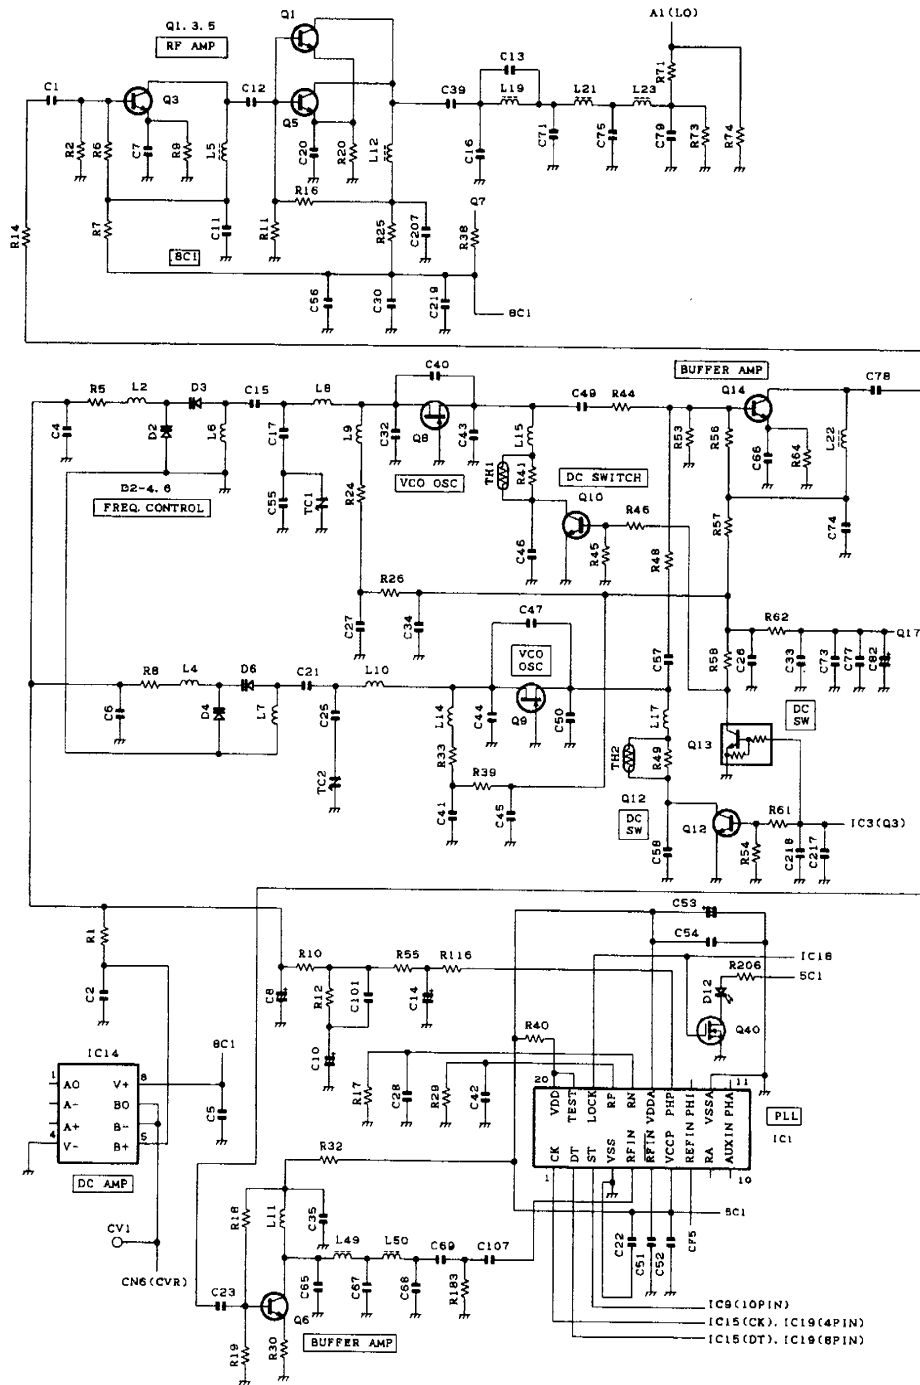 A1(LO)
Q1
Q1.3.5
RF AMP
C13
R71
C1
C12
C39
L19
L21
L23
Q3
Q5
R2
R6
C7
R9
L5
C20
R20
L12
C16
C71
C75
C79
R73
R74
R16
Q7
R14
R7
C11
R11
R25
C207
R38
8C1
C56
C30
C219
8C1
C40
BUFFER AMP
C78
R5
L2
D3
C15
L8
C49
R44
Q14
C4
D2
L6
C17
L9
C32
Q8
C43
L15
R53
R56
C66
R64
L22
VCO OSC
TH1
R41
DC SWITCH
Q10
D2-4.6
FREQ. CONTROL
C55
TC1
R24
R46
R57
C74
C46
R45
R48
R26
C27
C34
C47
R62
Q17
VCO
OSC
C57
R58
C26
C33
C73
C77
C82
R8
L4
D6
C21
L10
C6
D4
L7
C25
L14
C44
Q9
C50
L17
DC
SW
Q13
TC2
R33
TH2
R49
R39
C41
C45
Q12
DC
SW
C58
Q12
R61
IC3(Q3)
R54
C218
C217
C53
C54
R1
R10
R55
R116
IC18
R206
5C1
C2
C8
R12
C101
C14
D12
C10
R40
Q40
IC14
8C1
1
8
AO
V+
A-
BO
A+
B-
4
5
V-
B+
C5
DC AMP
R17
C28
R29
C42
20
11
VDD
TEST
LOCK
RF
RN
VDDA
PHP
PHI
VSSA
PHA
PLL
IC1
CK
DT
ST
VSS
RFIN
RFIN
VCCP
REFIN
RA
AUXIN
1
10
R32
R18
L11
C35
5C1
C22
C51
C52
CF5
CV1
L49
L50
C69
C107
CN6(CVR)
C23
C65
C67
C68
R183
Q6
IC9(10PIN)
IC15(CK). IC19(4PIN)
IC15(DT). IC19(8PIN)
R19
R30
BUFFER AMP